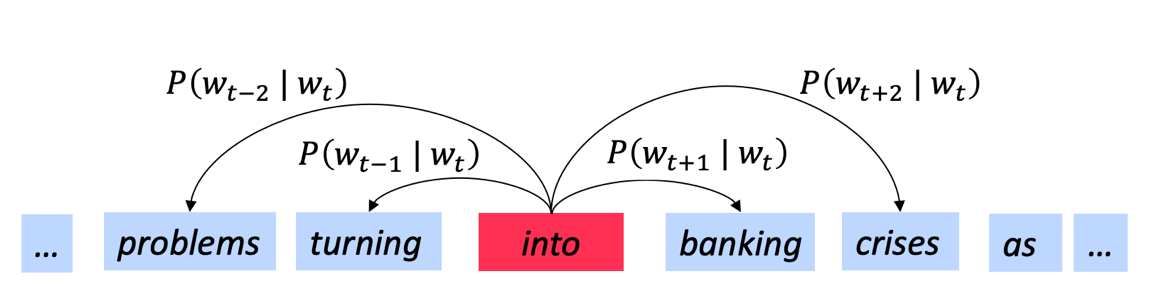 P(w_{t−2} | w_t) P(w_{t+2} | w_t)
P(w_{t−1} | w_t) P(w_{t+1} | w_t)
... problems turning into banking crises as ...